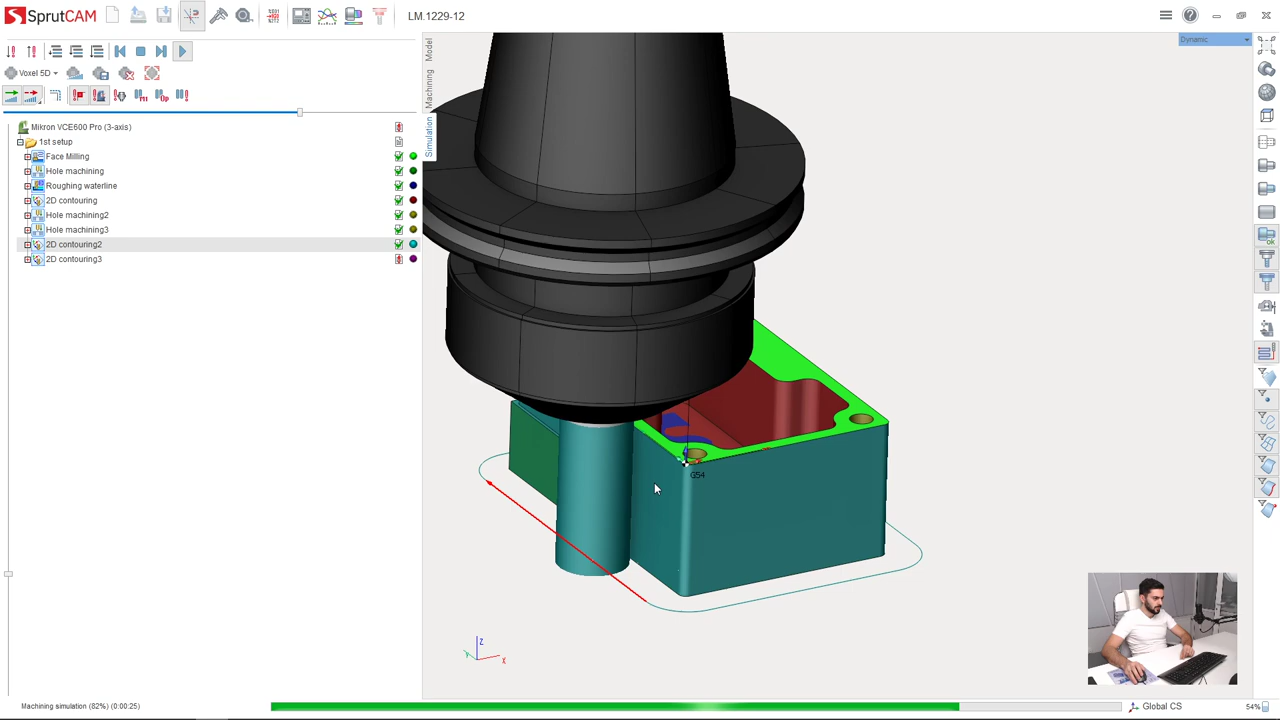 SprutCAM
LM.1229-12
Dynamic
Voxel 5D
Model
Machining
Simulation
Mikron VCE600 Pro (3-axis)
1st setup
Face Milling
Hole machining
Roughing waterline
2D contouring
Hole machining2
Hole machining3
2D contouring2
2D contouring3
G54
Z
Y
X
Machining simulation (82%) (0:00:25)
Global CS
54%